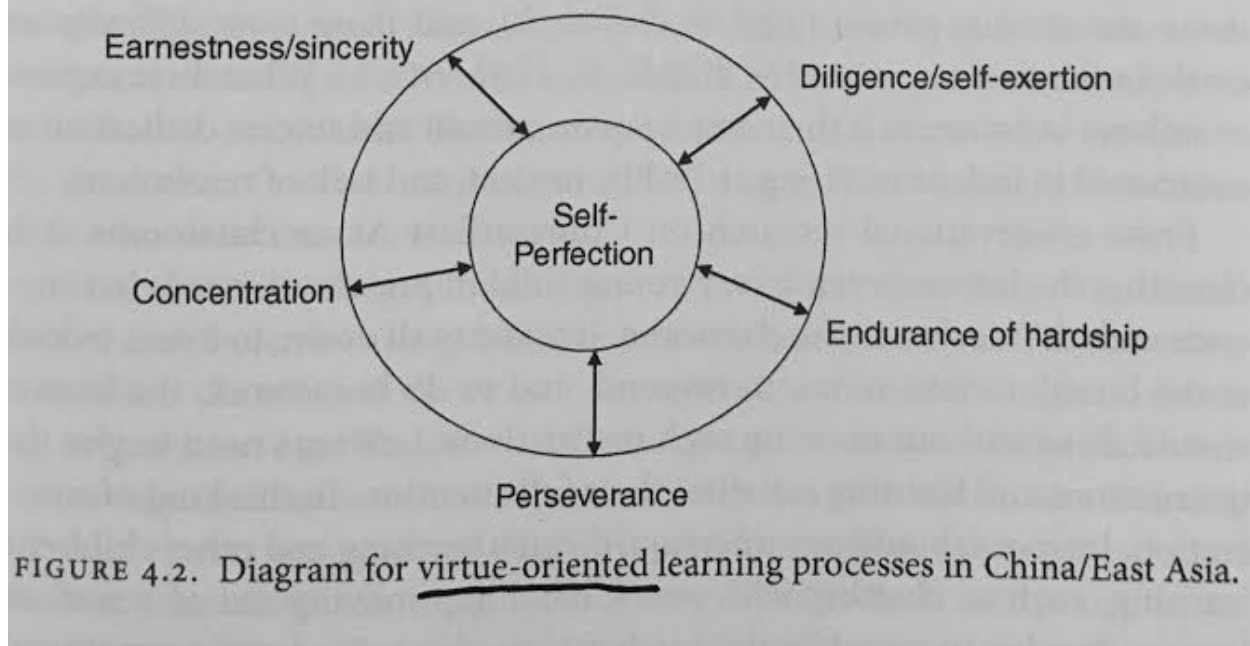 Earnestness/sincerity
Diligence/self-exertion
Self-
Perfection
Concentration
Endurance of hardship
Perseverance
FIGURE 4.2. Diagram for virtue-oriented learning processes in China/East Asia.